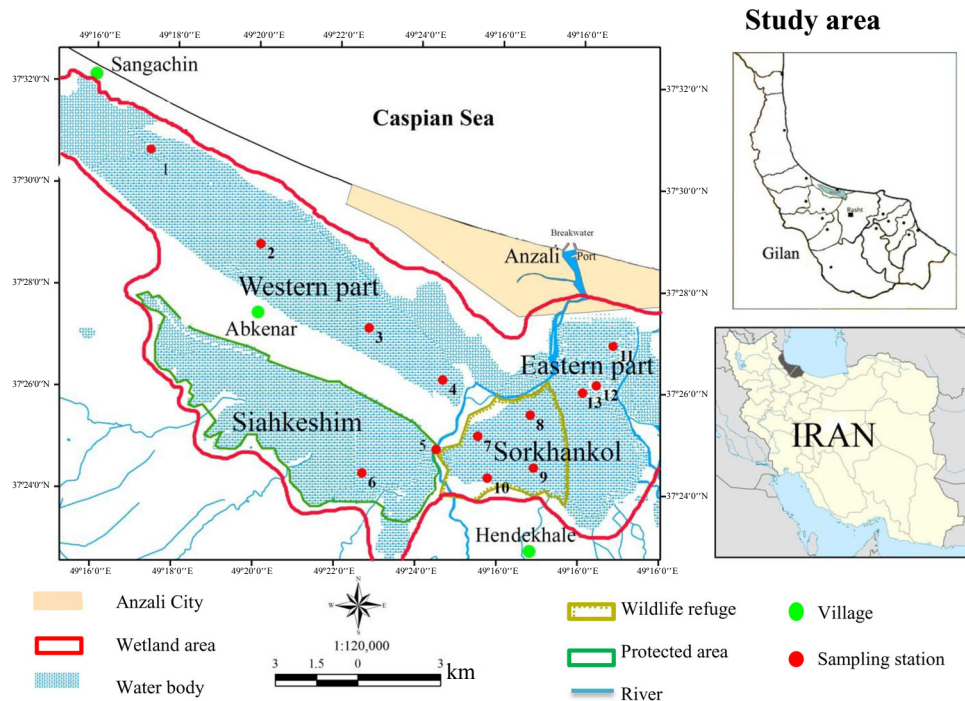 Study area
49°16'0''E 49°18'0''E 49°20'0''E 49°22'0''E 49°24'0''E 49°16'0''E 49°16'0''E
37°32'0''N
37°30'0''N
37°28'0''N
37°26'0''N
37°24'0''N
Sangachin
Caspian Sea
1
2
Western part
Abkenar
3
4
Breakwater
Anzali
Port
Eastern part
11
12
13
Siahkeshim
5
6
7
8
Sorkhankol
9
10
Hendekhale
37°32'0''N
37°30'0''N
37°28'0''N
37°26'0''N
37°24'0''N
49°16'0''E 49°18'0''E 49°20'0''E 49°22'0''E 49°24'0''E 49°16'0''E 49°16'0''E 49°16'0''E
Rasht
Gilan
IRAN
Anzali City
Wetland area
Water body
N
W E
S
1:120,000
3 1.5 0 3
km
Wildlife refuge
Protected area
River
Village
Sampling station